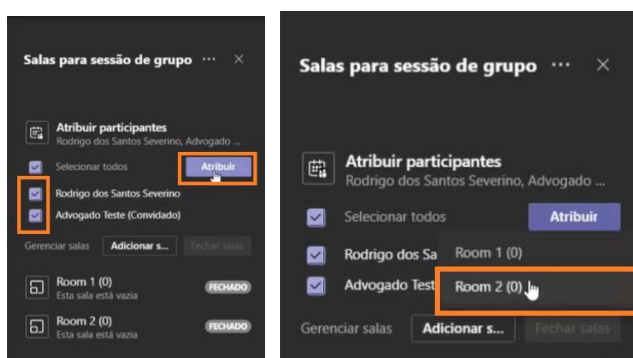 Salas para sessão de grupo ... ×
Atribuir participantes
Rodrigo dos Santos Severino, Advogado ...
Selecionar todos Atribuir
Rodrigo dos Santos Severino
Advogado Teste (Convidado)
Gerenciar salas Adicionar s... Fechar salas
Room 1 (0)
Esta sala está vazia FECHADO
Room 2 (0)
Esta sala está vazia FECHADO
Salas para sessão de grupo ... ×
Atribuir participantes
Rodrigo dos Santos Severino, Advogado ...
Selecionar todos Atribuir
Rodrigo dos Sa Room 1 (0)
Advogado Test Room 2 (0)
Gerenciar salas Adicionar s... Fechar salas